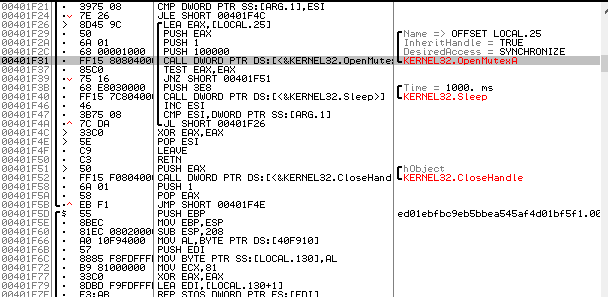 00401F21 . 3975 08 CMP DWORD PTR SS:[ARG.1],ESI
00401F24 .~ 7E 26 JLE SHORT 00401F4C
00401F26 > 8D45 9C LEA EAX,[LOCAL.25]
00401F29 . 50 PUSH EAX Name => OFFSET LOCAL.25
00401F2A . 6A 01 PUSH 1 InheritHandle = TRUE
00401F2C . 68 00001000 PUSH 100000 DesiredAccess = SYNCHRONIZE
00401F31 . FF15 80804000 CALL DWORD PTR DS:[<&KERNEL32.OpenMutex KERNEL32.OpenMutexA
00401F37 . 85C0 TEST EAX,EAX
00401F39 .~ 75 16 JNZ SHORT 00401F51
00401F3B . 68 E8030000 PUSH 3E8 Time = 1000. ms
00401F40 . FF15 7C804000 CALL DWORD PTR DS:[<&KERNEL32.Sleep>] KERNEL32.Sleep
00401F46 . 46 INC ESI
00401F47 . 3B75 08 CMP ESI,DWORD PTR SS:[ARG.1]
00401F4A .^ 7C DA JL SHORT 00401F26
00401F4C > 33C0 XOR EAX,EAX
00401F4E > 5E POP ESI
00401F4F . C9 LEAVE
00401F50 . C3 RETN
00401F51 > 50 PUSH EAX hObject
00401F52 . FF15 F0804000 CALL DWORD PTR DS:[<&KERNEL32.CloseHand KERNEL32.CloseHandle
00401F58 . 6A 01 PUSH 1
00401F5A . 58 POP EAX
00401F5B .^ EB F1 JMP SHORT 00401F4E
00401F5D $ 55 PUSH EBP ed01ebfbc9eb5bbea545af4d01bf5f1.00
00401F5E . 8BEC MOV EBP,ESP
00401F60 . 81EC 08020000 SUB ESP,208
00401F66 . A0 10F94000 MOV AL,BYTE PTR DS:[40F910]
00401F6B . 57 PUSH EDI
00401F6C . 8885 F8FDFFFF MOV BYTE PTR SS:[LOCAL.130],AL
00401F72 . B9 81000000 MOV ECX,81
00401F77 . 33C0 XOR EAX,EAX
00401F79 . 8DBD F9FDFFFF LEA EDI,[LOCAL.130+1]
00401F7F . F3:AB REP STOS DWORD PTR ES:[EDI]